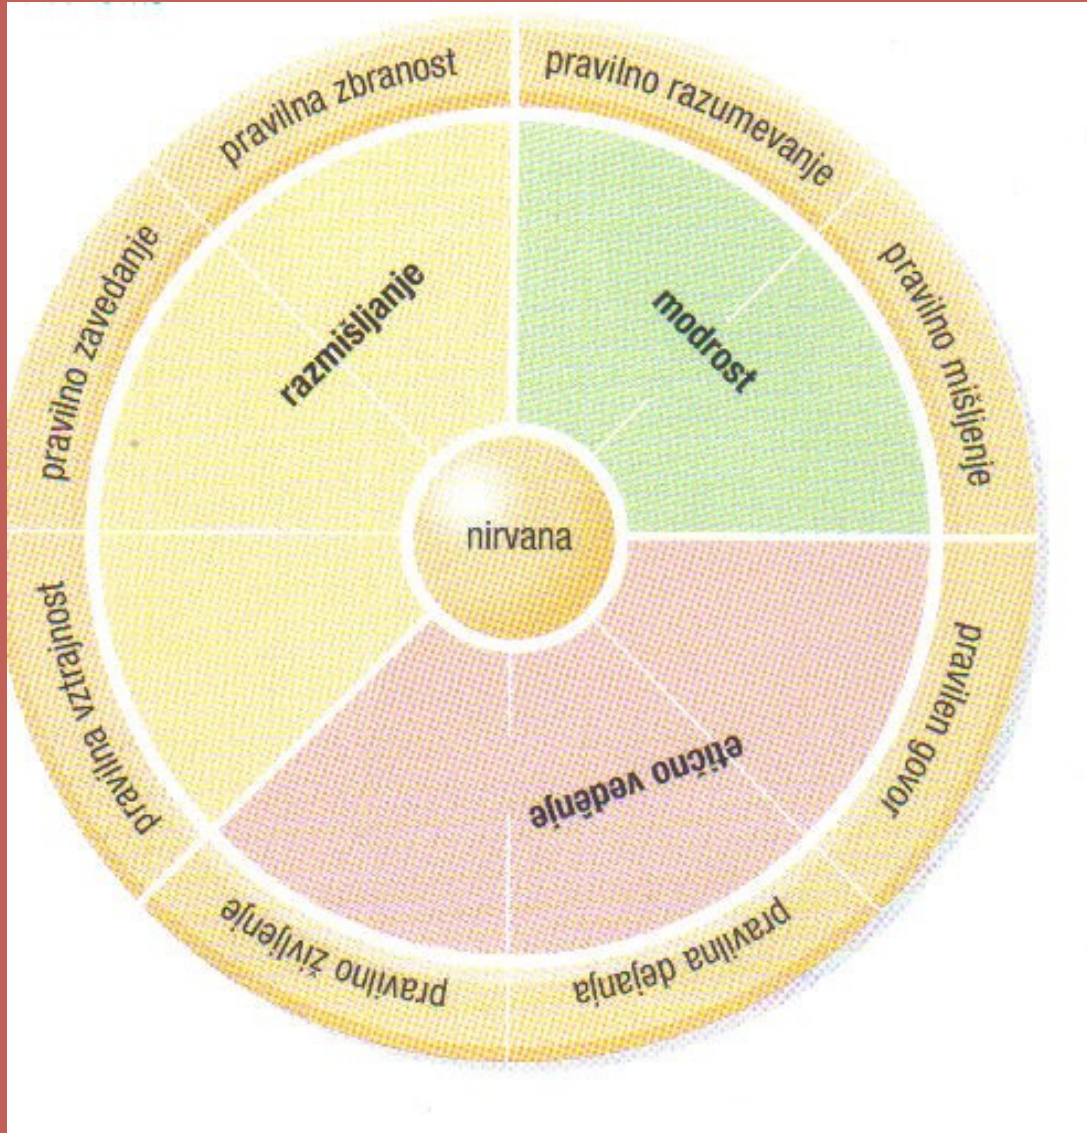 pravilno razumevanje
pravilno mišljenje
pravilen govor
pravilna dejanja
pravilno življenje
pravilna vztrajnost
pravilno zavedanje
pravilna zbranost
modrost
etično vedênje
razmišljanje
nirvana